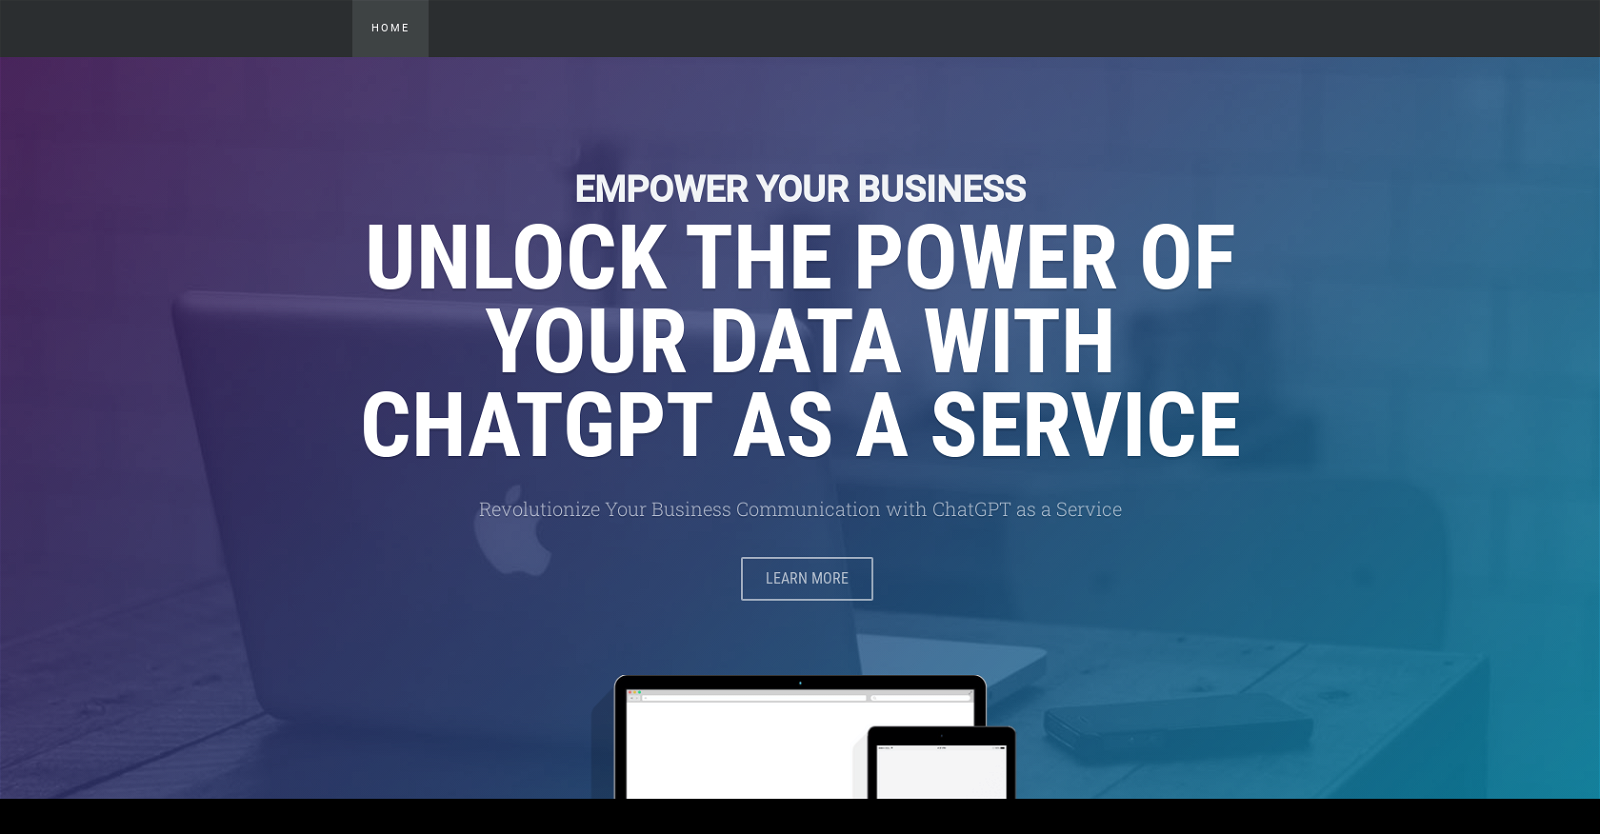 HOME
EMPOWER YOUR BUSINESS
UNLOCK THE POWER OF
YOUR DATA WITH
CHATGPT AS A SERVICE
Revolutionize Your Business Communication with ChatGPT as a Service
LEARN MORE